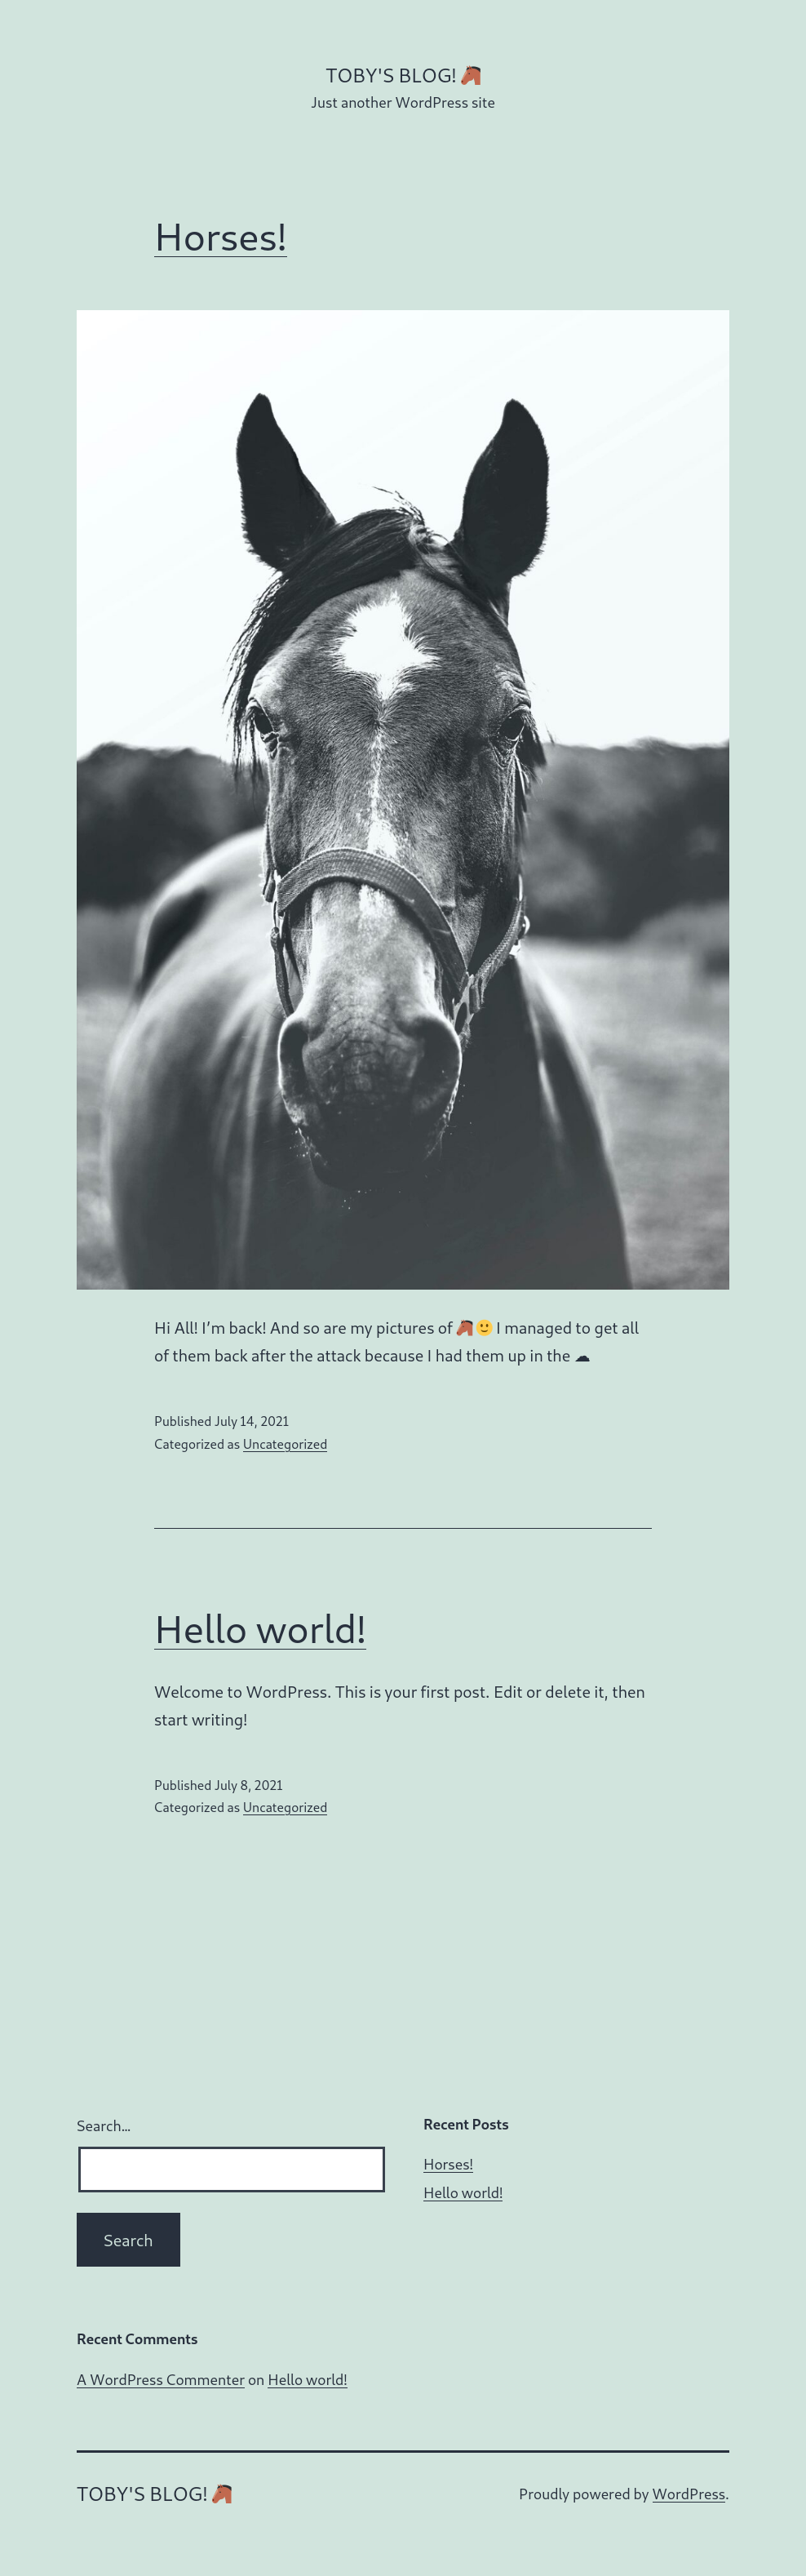 TOBY'S BLOG! 🐴
Just another WordPress site
Horses!
Hi All! I’m back! And so are my pictures of 🐴🙂 I managed to get all
of them back after the attack because I had them up in the ☁
Published July 14, 2021
Categorized as Uncategorized
Hello world!
Welcome to WordPress. This is your first post. Edit or delete it, then
start writing!
Published July 8, 2021
Categorized as Uncategorized
Search…
Search
Recent Posts
Horses!
Hello world!
Recent Comments
A WordPress Commenter on Hello world!
TOBY'S BLOG! 🐴
Proudly powered by WordPress.